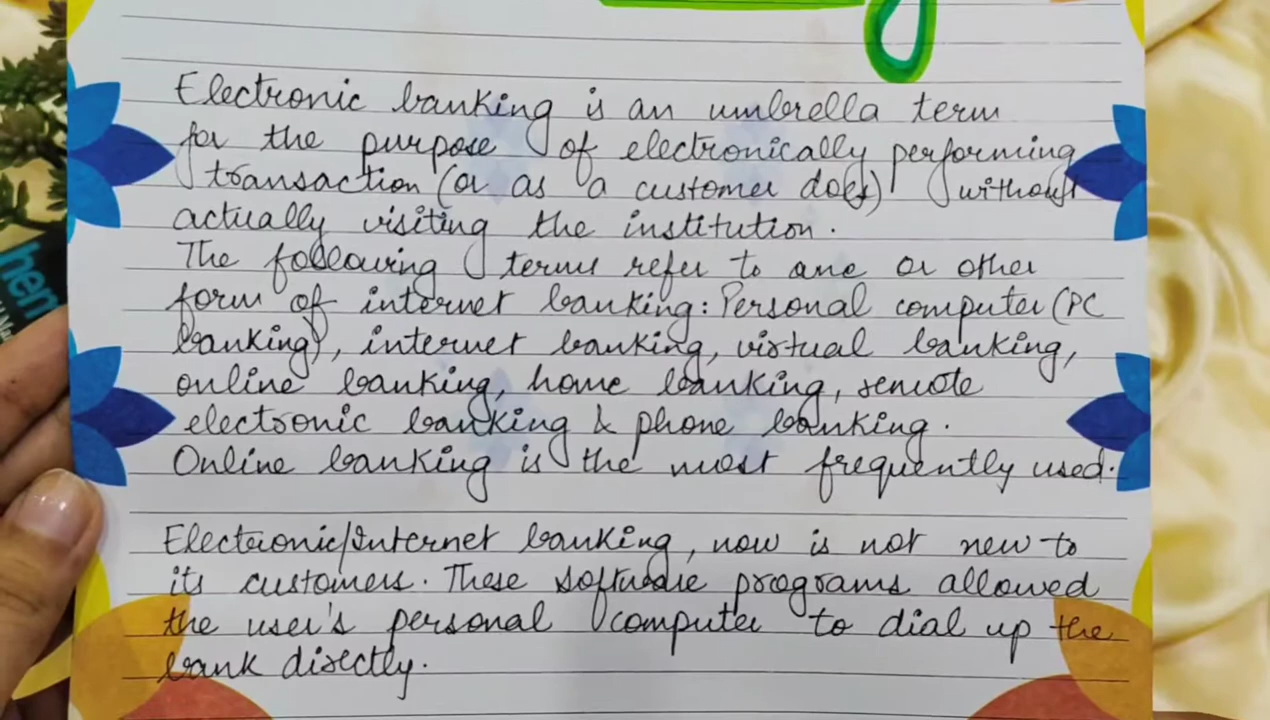 Electronic banking is an umbrella term
for the purpose of electronically performing
transaction (or as a customer does) without
actually visiting the institution.
The following terms refer to one or other
form of internet banking: Personal computer (PC
banking), internet banking, virtual banking,
online banking, home banking, remote
electronic banking & phone banking.
Online banking is the most frequently used.
Electronic/Internet banking, now is not new to
its customers. These software programs allowed
the user's personal computer to dial up the
bank directly.